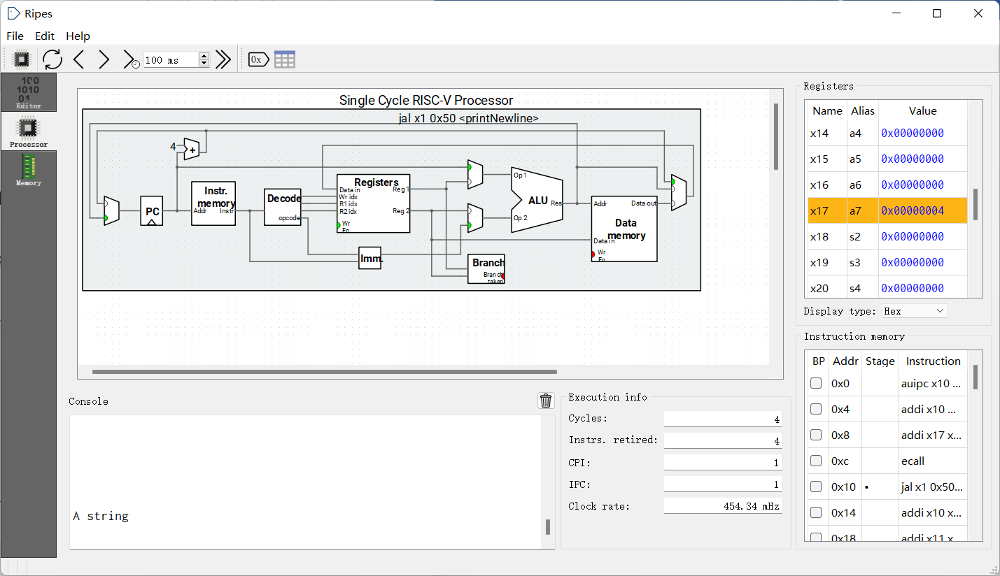 Ripes
File Edit Help
100 ms
0x
Editor
Processor
Memory
Single Cycle RISC-V Processor
jal x1 0x50 <printNewline>
4
+
PC
Instr. memory
Addr
Instr
Decode
opcode
Registers
Data in
Wr idx
R1 idx
R2 idx
Wr
En
Reg 1
Reg 2
Imm.
Op 1
ALU
Res
Op 2
Branch
Branch
taken
Addr
Data out
Data
memory
Data in
Wr
En
Registers
Name Alias Value
x14 a4 0x00000000
x15 a5 0x00000000
x16 a6 0x00000000
x17 a7 0x00000004
x18 s2 0x00000000
x19 s3 0x00000000
x20 s4 0x00000000
Display type: Hex
Instruction memory
BP Addr Stage Instruction
0x0 auipc x10 ...
0x4 addi x10 ...
0x8 addi x17 x...
0xc ecall
0x10 • jal x1 0x50...
0x14 addi x10 x...
0x18 addi x11 x
Console
A string
Execution info
Cycles: 4
Instrs. retired: 4
CPI: 1
IPC: 1
Clock rate: 454.34 mHz